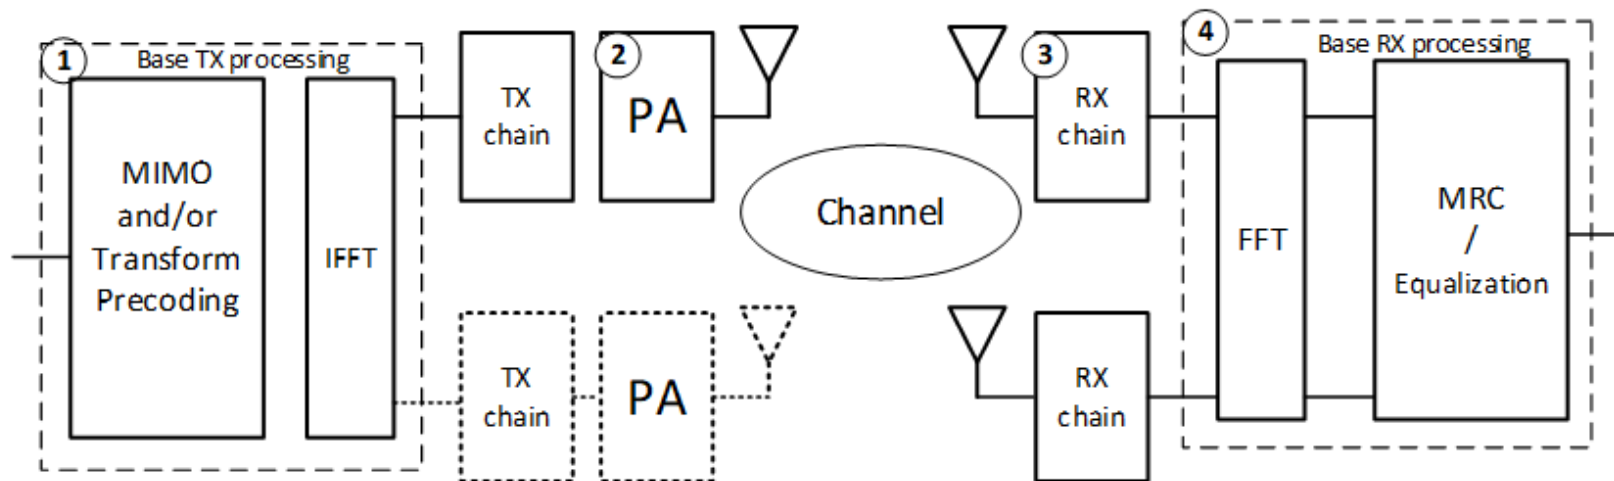 1
Base TX processing
MIMO
and/or
Transform
Precoding
IFFT
TX
chain
2
PA
TX
chain
PA
Channel
3
RX
chain
RX
chain
4
Base RX processing
FFT
MRC
/
Equalization